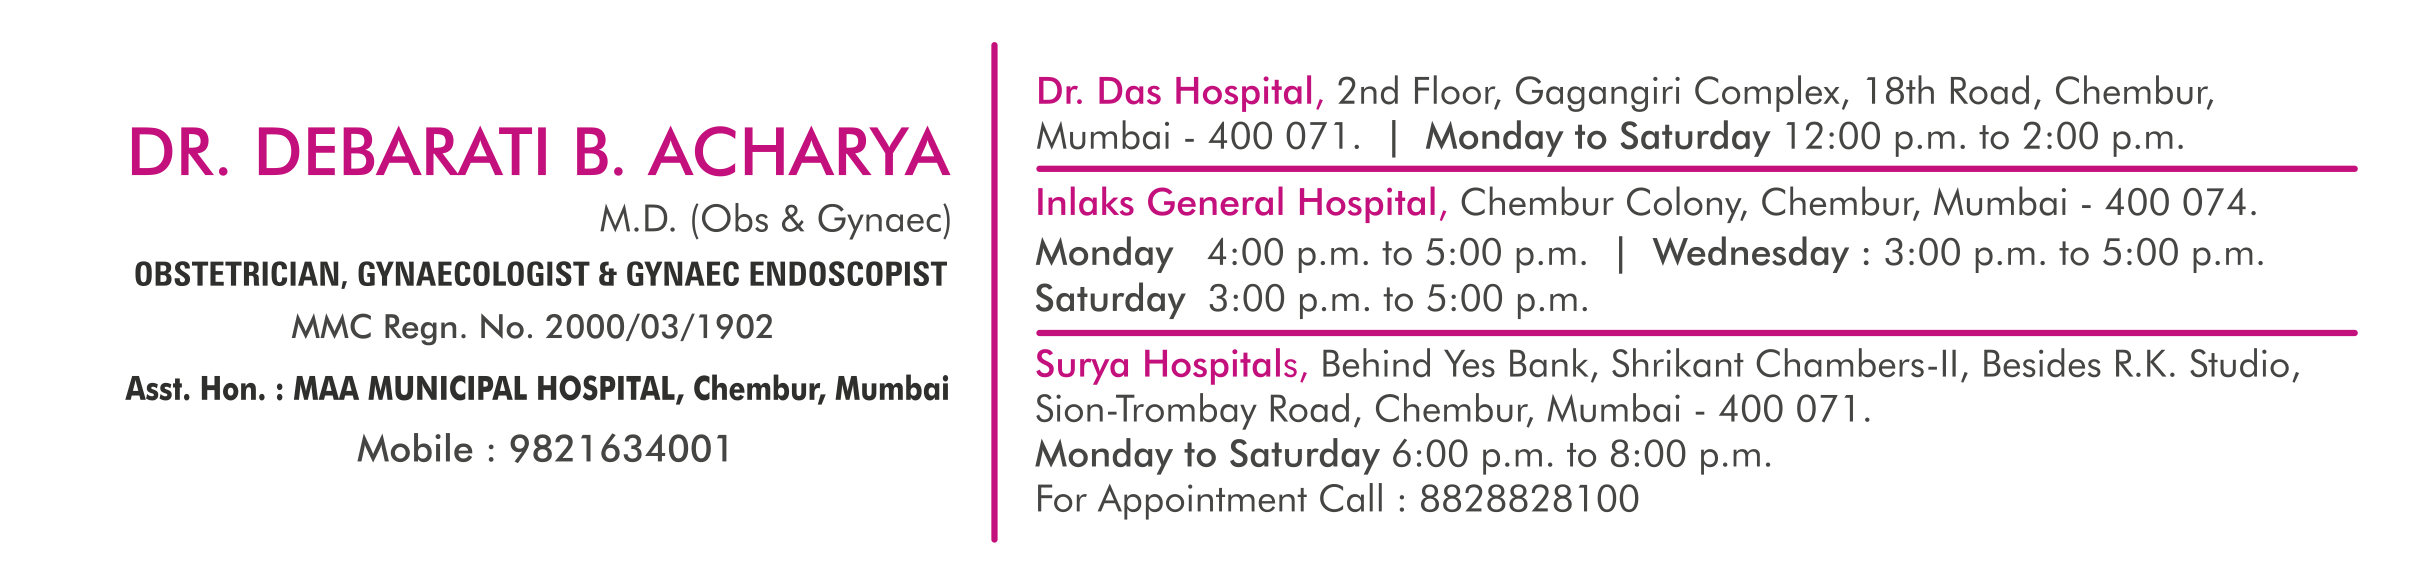 DR. DEBARATI B. ACHARYA
M.D. (Obs & Gynaec)
OBSTETRICIAN, GYNAECOLOGIST & GYNAEC ENDOSCOPIST
MMC Regn. No. 2000/03/1902
Asst. Hon. : MAA MUNICIPAL HOSPITAL, Chembur, Mumbai
Mobile : 9821634001
Dr. Das Hospital, 2nd Floor, Gagangiri Complex, 18th Road, Chembur,
Mumbai - 400 071. | Monday to Saturday 12:00 p.m. to 2:00 p.m.
Inlaks General Hospital, Chembur Colony, Chembur, Mumbai - 400 074.
Monday 4:00 p.m. to 5:00 p.m. | Wednesday : 3:00 p.m. to 5:00 p.m.
Saturday 3:00 p.m. to 5:00 p.m.
Surya Hospitals, Behind Yes Bank, Shrikant Chambers-II, Besides R.K. Studio,
Sion-Trombay Road, Chembur, Mumbai - 400 071.
Monday to Saturday 6:00 p.m. to 8:00 p.m.
For Appointment Call : 8828828100